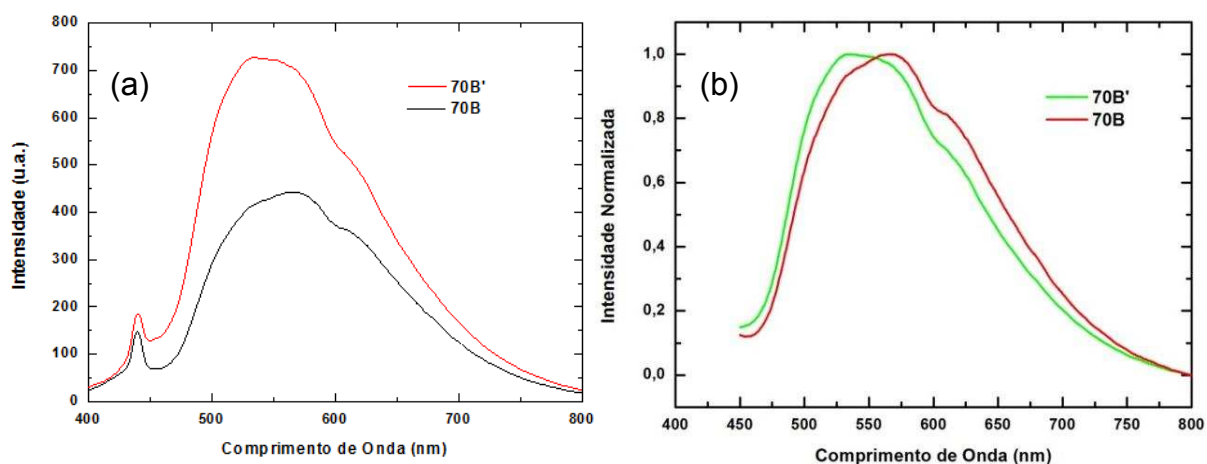 (a)
800
700
600
500
400
300
200
100
0
Intensidade (u.a.)
70B'
70B
400 500 600 700 800
Comprimento de Onda (nm)
(b)
1,0
0,8
0,6
0,4
0,2
0,0
Intensidade Normalizada
70B'
70B
400 450 500 550 600 650 700 750 800
Comprimento de Onda (nm)